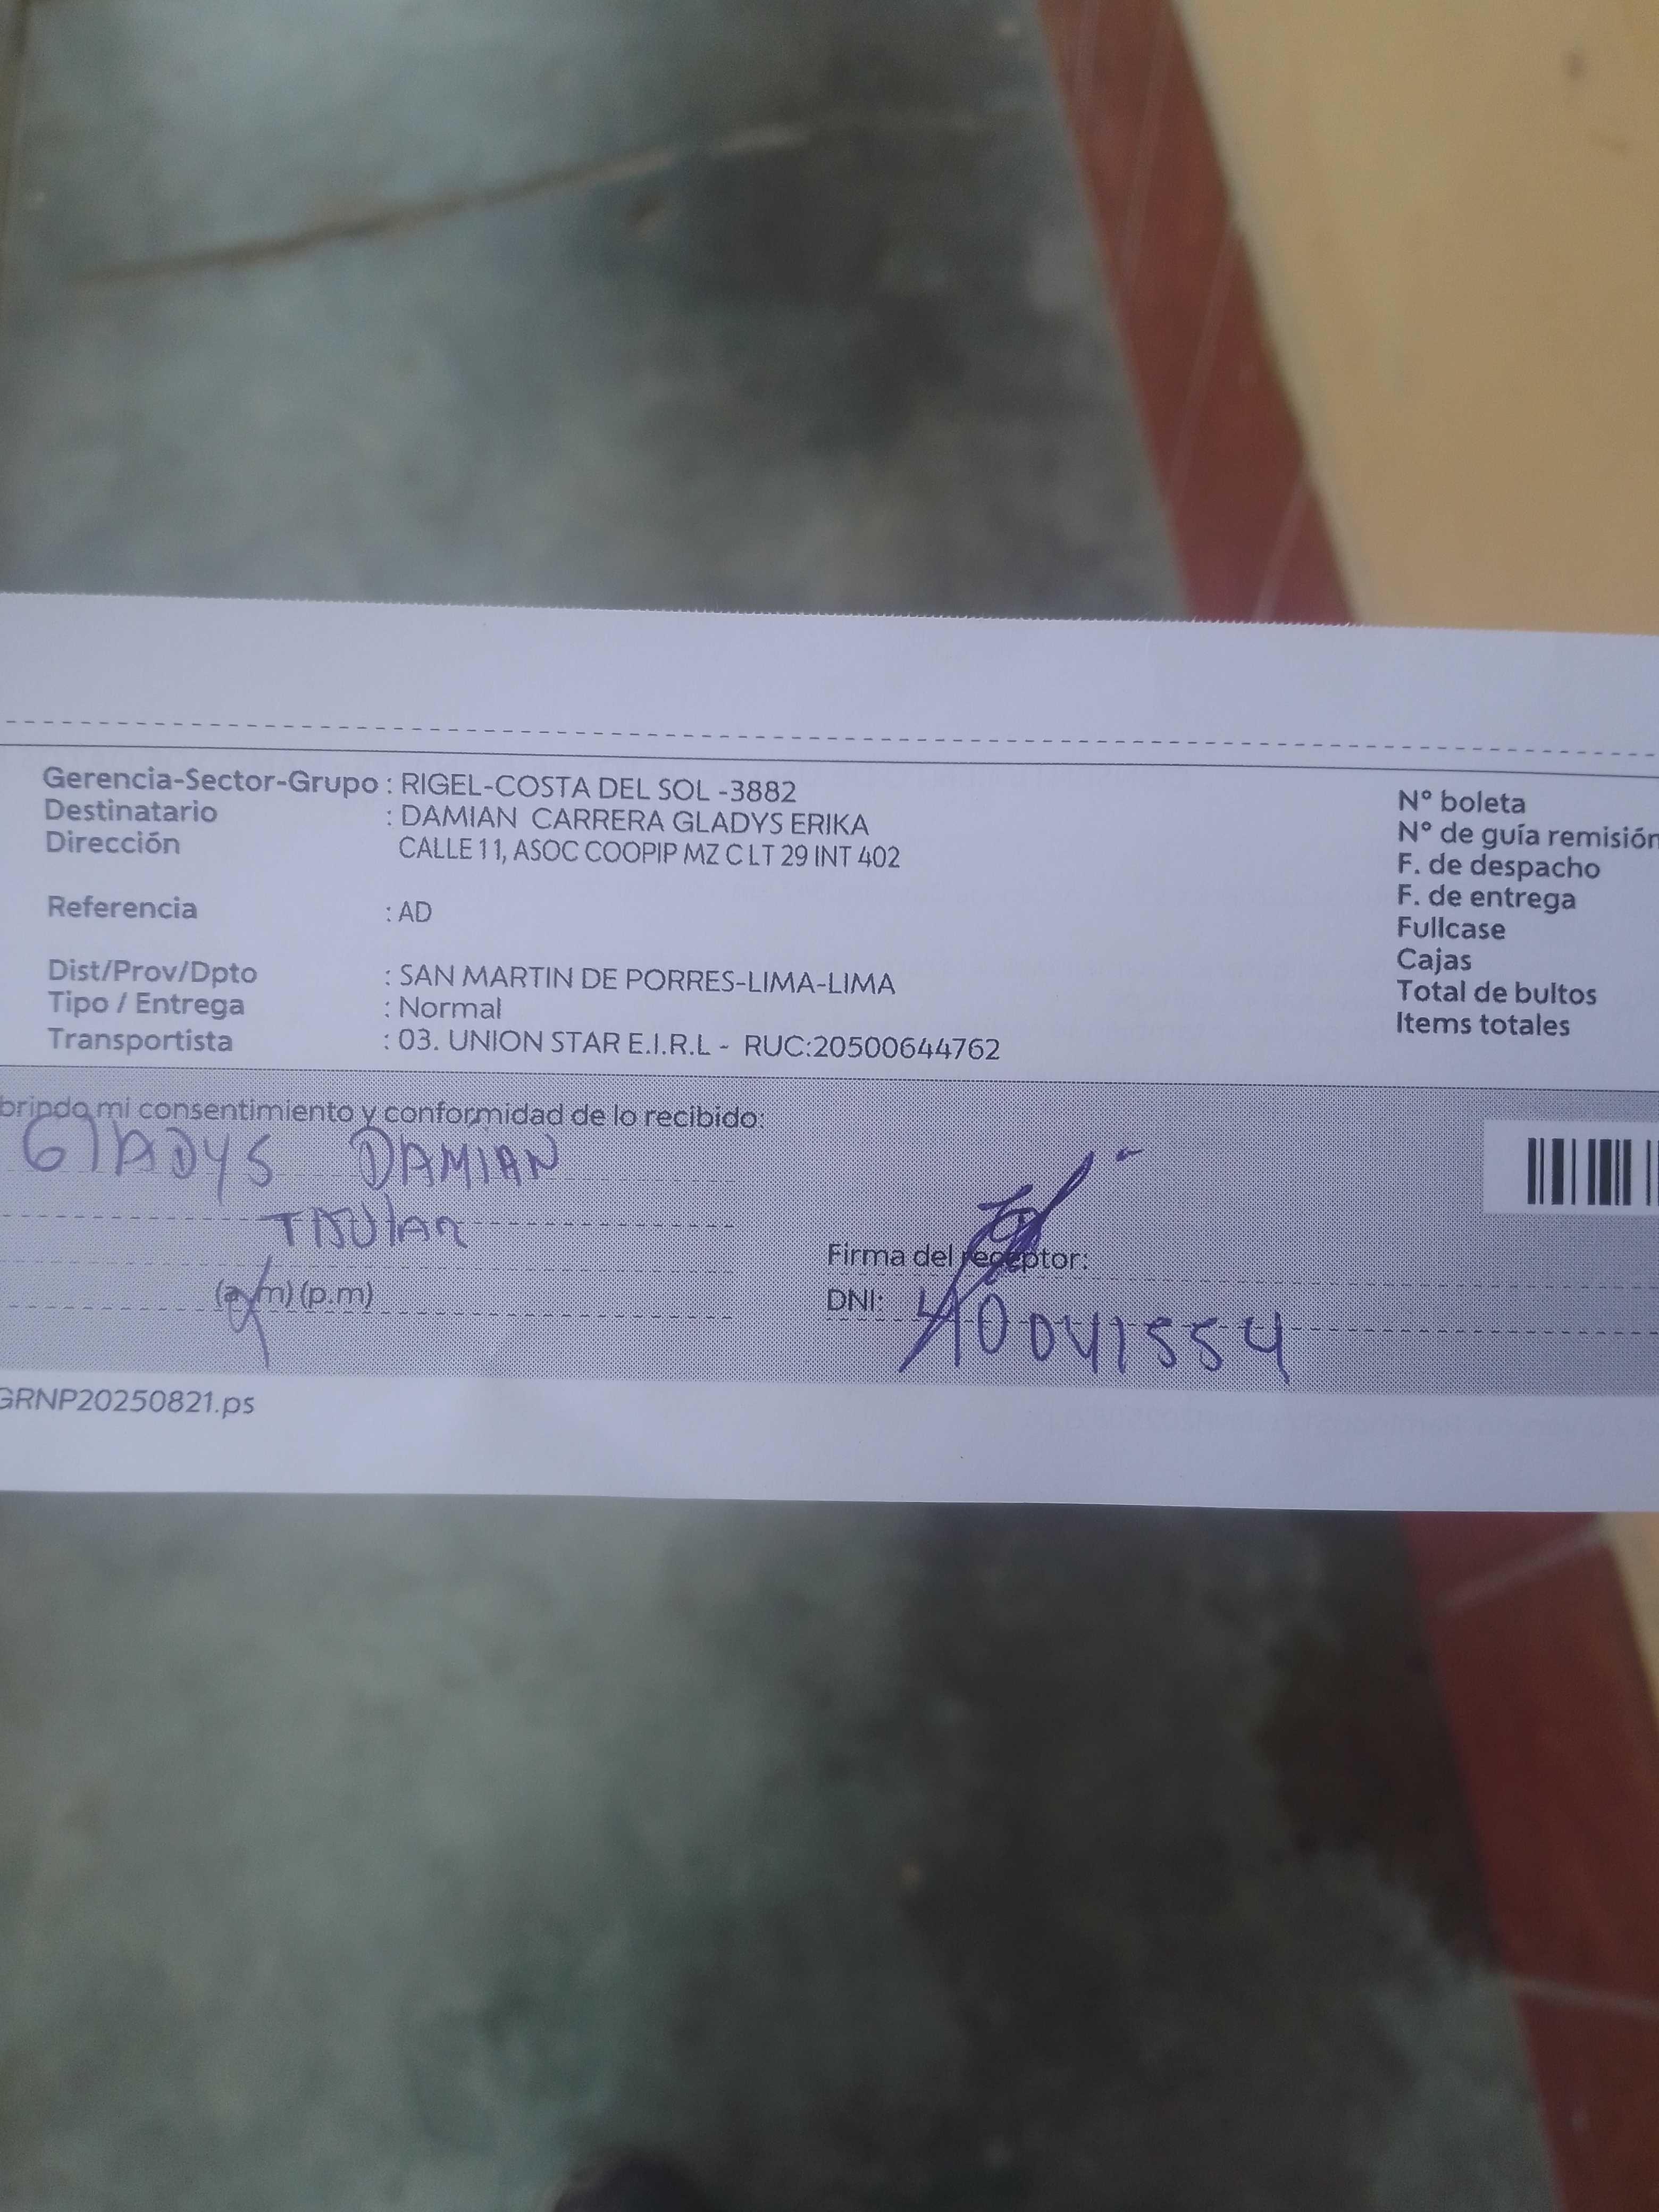 Gerencia-Sector-Grupo : RIGEL-COSTA DEL SOL -3882
Destinatario : DAMIAN CARRERA GLADYS ERIKA
Dirección CALLE 11, ASOC COOPIP MZ C LT 29 INT 402
Referencia : AD
Dist/Prov/Dpto : SAN MARTIN DE PORRES-LIMA-LIMA
Tipo / Entrega : Normal
Transportista : 03. UNION STAR E.I.R.L - RUC:20500644762
N° boleta
N° de guía remisión
F. de despacho
F. de entrega
Fullcase
Cajas
Total de bultos
Items totales
brindo mi consentimiento y conformidad de lo recibido:
GlADYS DAMIAN
(a.m) (p.m)
Firma del receptor:
DNI: 40041554
GRNP20250821.ps